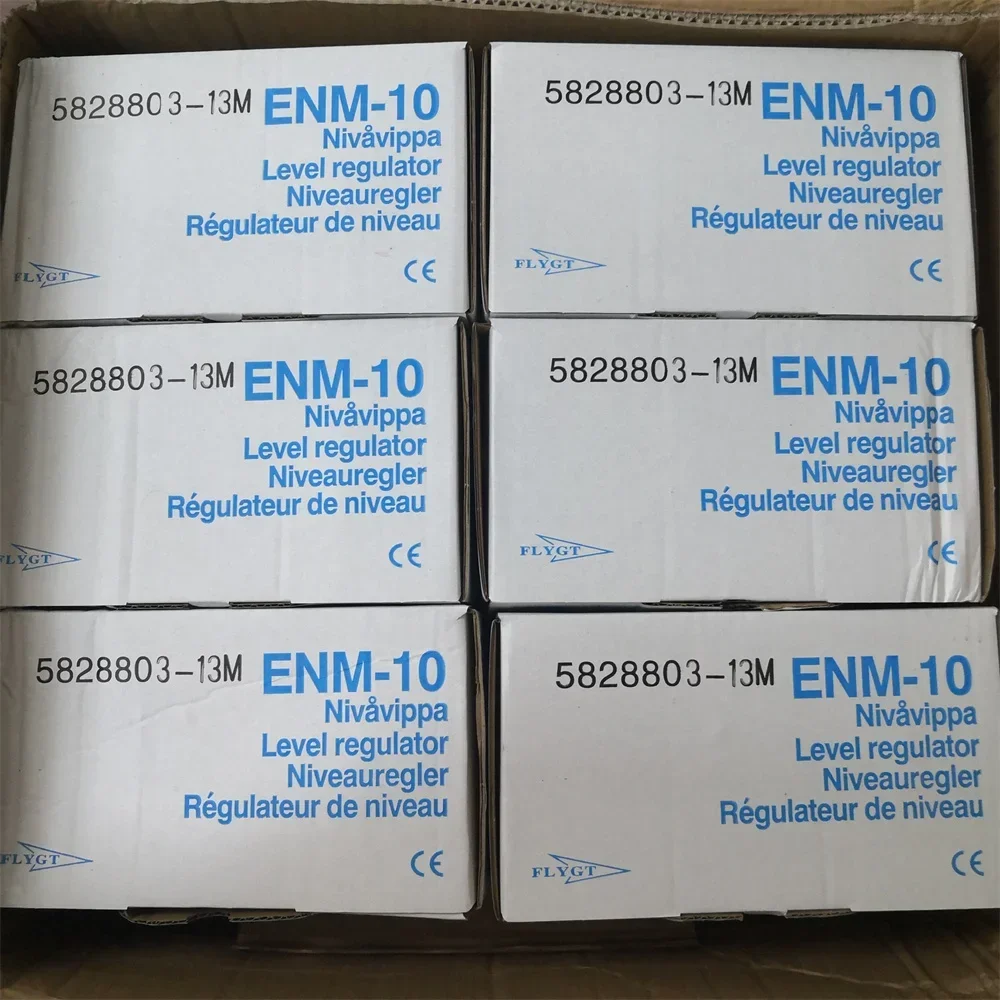 5828803-13M ENM-10
Nivåvippa
Level regulator
Niveauregler
Régulateur de niveau
FLYGT CE
5828803-13M ENM-10
Nivåvippa
Level regulator
Niveauregler
Régulateur de niveau
FLYGT CE
5828803-13M ENM-10
Nivåvippa
Level regulator
Niveauregler
Régulateur de niveau
FLYGT CE
5828803-13M ENM-10
Nivåvippa
Level regulator
Niveauregler
Régulateur de niveau
FLYGT CE
5828803-13M ENM-10
Nivåvippa
Level regulator
Niveauregler
Régulateur de niveau
FLYGT CE
5828803-13M ENM-10
Nivåvippa
Level regulator
Niveauregler
Régulateur de niveau
FLYGT CE